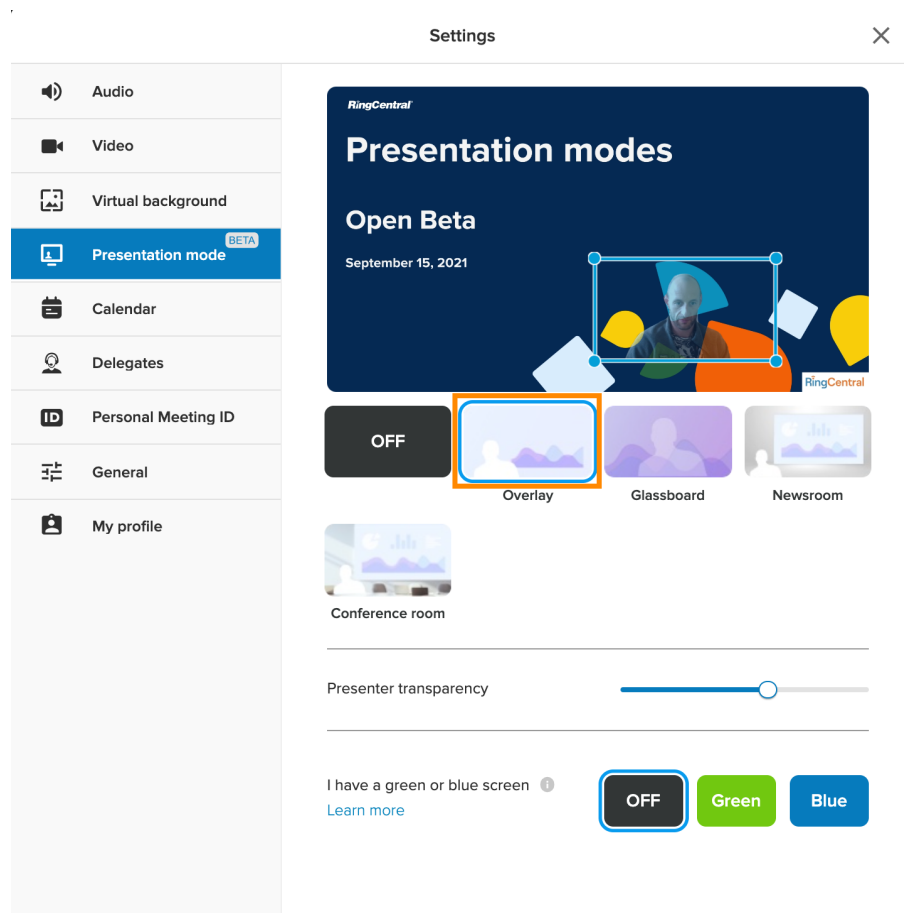 Settings
Audio
Video
Virtual background
BETA
Presentation mode
Calendar
Delegates
ID
Personal Meeting ID
General
My profile
RingCentral
Presentation modes
Open Beta
September 15, 2021
RingCentral
OFF
Overlay
Glassboard
Newsroom
Conference room
Presenter transparency
I have a green or blue screen
Learn more
OFF
Green
Blue